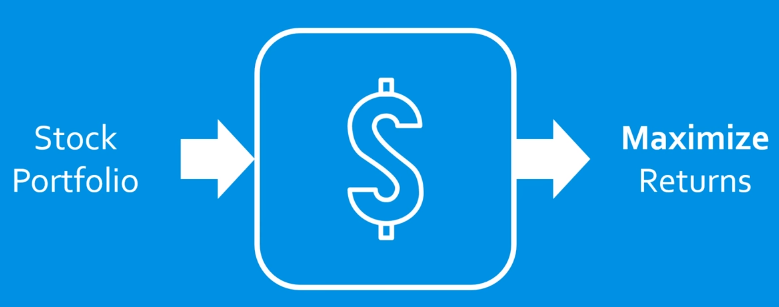 Stock
Portfolio
$
Maximize
Returns